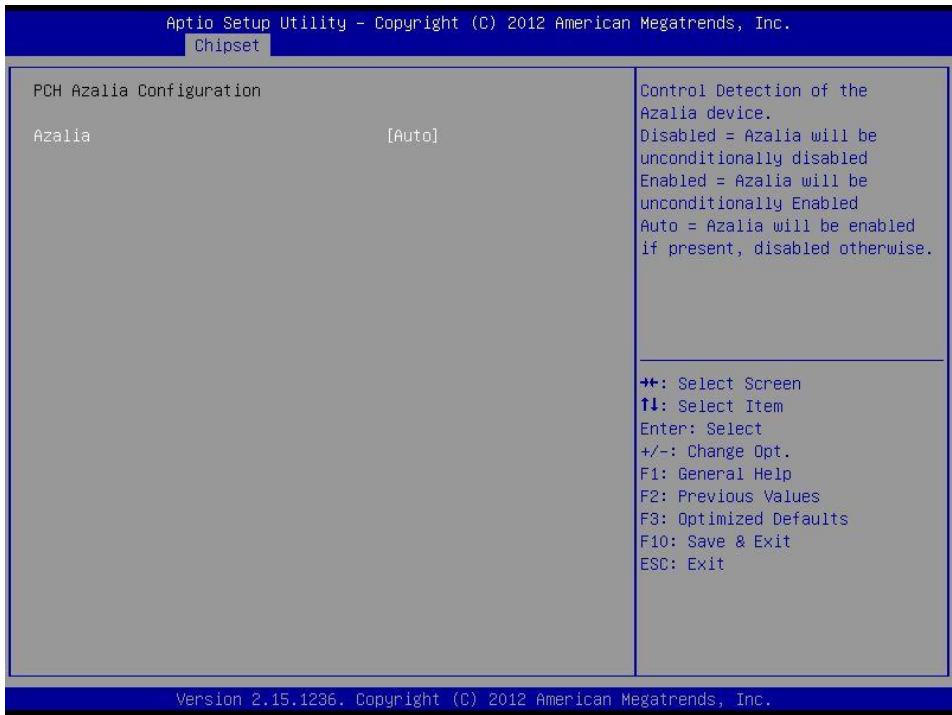 Aptio Setup Utility – Copyright (C) 2012 American Megatrends, Inc.
Chipset
PCH Azalia Configuration
Azalia [Auto]
Control Detection of the
Azalia device.
Disabled = Azalia will be
unconditionally disabled
Enabled = Azalia will be
unconditionally Enabled
Auto = Azalia will be enabled
if present, disabled otherwise.
→←: Select Screen
↑↓: Select Item
Enter: Select
+/-: Change Opt.
F1: General Help
F2: Previous Values
F3: Optimized Defaults
F10: Save & Exit
ESC: Exit
Version 2.15.1236. Copyright (C) 2012 American Megatrends, Inc.